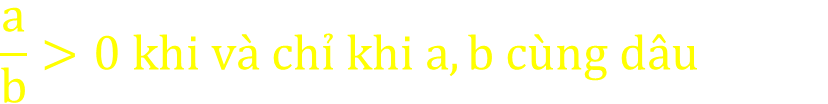 a/b > 0 khi và chỉ khi a, b cùng dâu